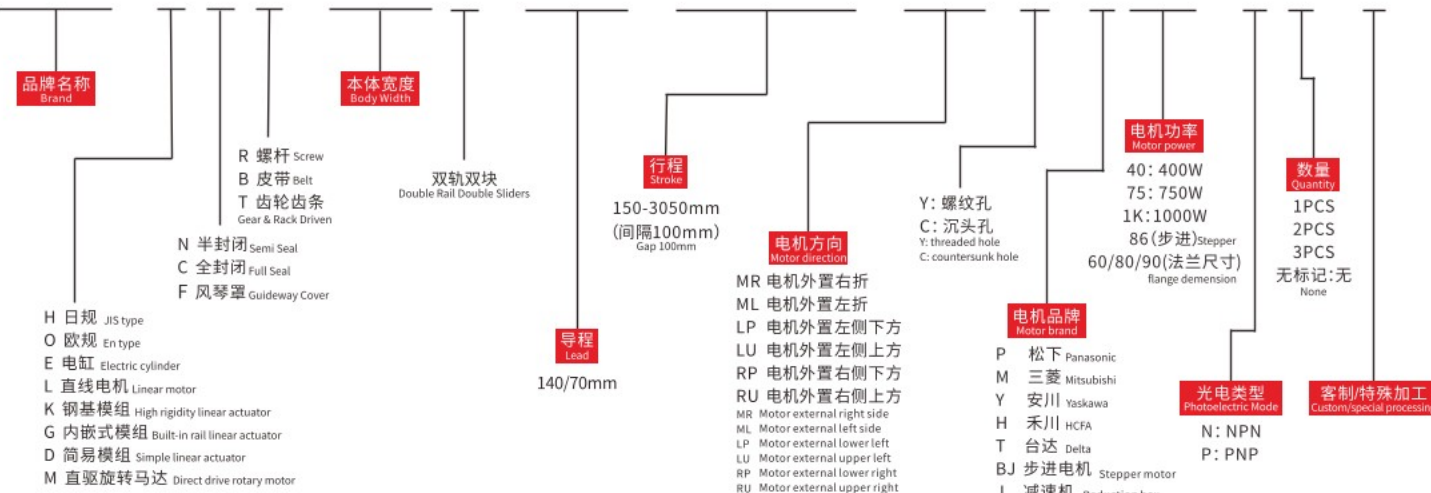 品牌名称
Brand
H 日规 JIS type
O 欧规 En type
E 电缸 Electric cylinder
L 直线电机 Linear motor
K 钢基模组 High rigidity linear actuator
G 内嵌式模组 Built-in rail linear actuator
D 简易模组 Simple linear actuator
M 直驱旋转马达 Direct drive rotary motor
N 半封闭 Semi Seal
C 全封闭 Full Seal
F 风琴罩 Guideway Cover
R 螺杆 Screw
B 皮带 Belt
T 齿轮齿条
Gear & Rack Driven
本体宽度
Body Width
双轨双块
Double Rail Double Sliders
导程
Lead
140/70mm
行程
Stroke
150-3050mm
(间隔100mm)
Gap 100mm
电机方向
Motor direction
MR 电机外置右折
ML 电机外置左折
LP 电机外置左侧下方
LU 电机外置左侧上方
RP 电机外置右侧下方
RU 电机外置右侧上方
MR Motor external right side
ML Motor external left side
LP Motor external lower left
LU Motor external upper left
RP Motor external lower right
RU Motor external upper right
Y: 螺纹孔
C: 沉头孔
Y: threaded hole
C: countersunk hole
电机品牌
Motor brand
P 松下 Panasonic
M 三菱 Mitsubishi
Y 安川 Yaskawa
H 禾川 HCFA
T 台达 Delta
BJ 步进电机 Stepper motor
减速机
电机功率
Motor power
40: 400W
75: 750W
1K:1000W
86(步进)Stepper
60/80/90(法兰尺寸)
flange demension
光电类型
Photoelectric Mode
N: NPN
P: PNP
数量
Quantity
1PCS
2PCS
3PCS
无标记:无
None
客制/特殊加工
Custom/special processing